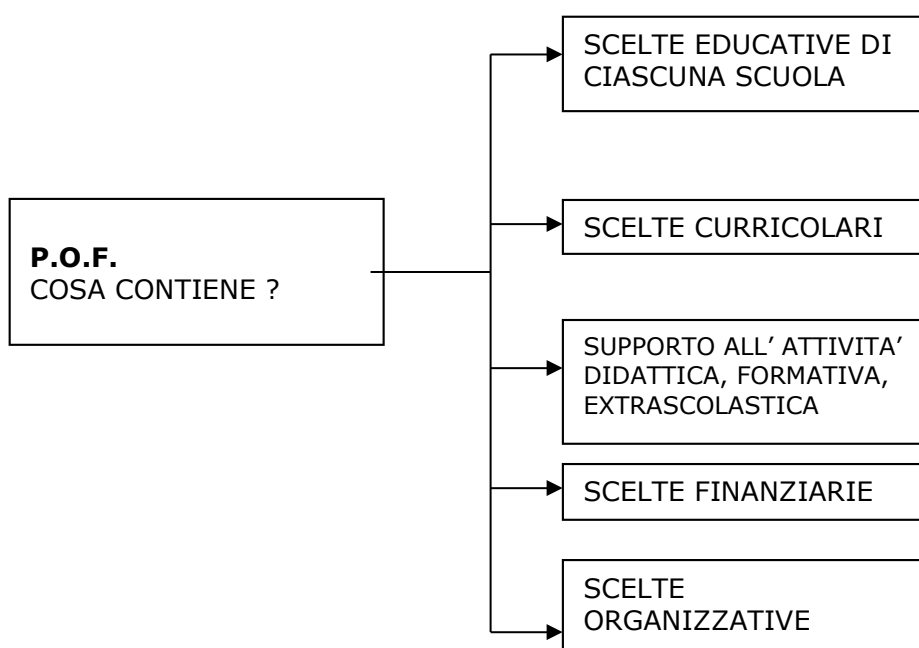 P.O.F.
COSA CONTIENE ?
SCELTE EDUCATIVE DI
CIASCUNA SCUOLA
SCELTE CURRICOLARI
SUPPORTO ALL’ ATTIVITA’
DIDATTICA, FORMATIVA,
EXTRASCOLASTICA
SCELTE FINANZIARIE
SCELTE
ORGANIZZATIVE